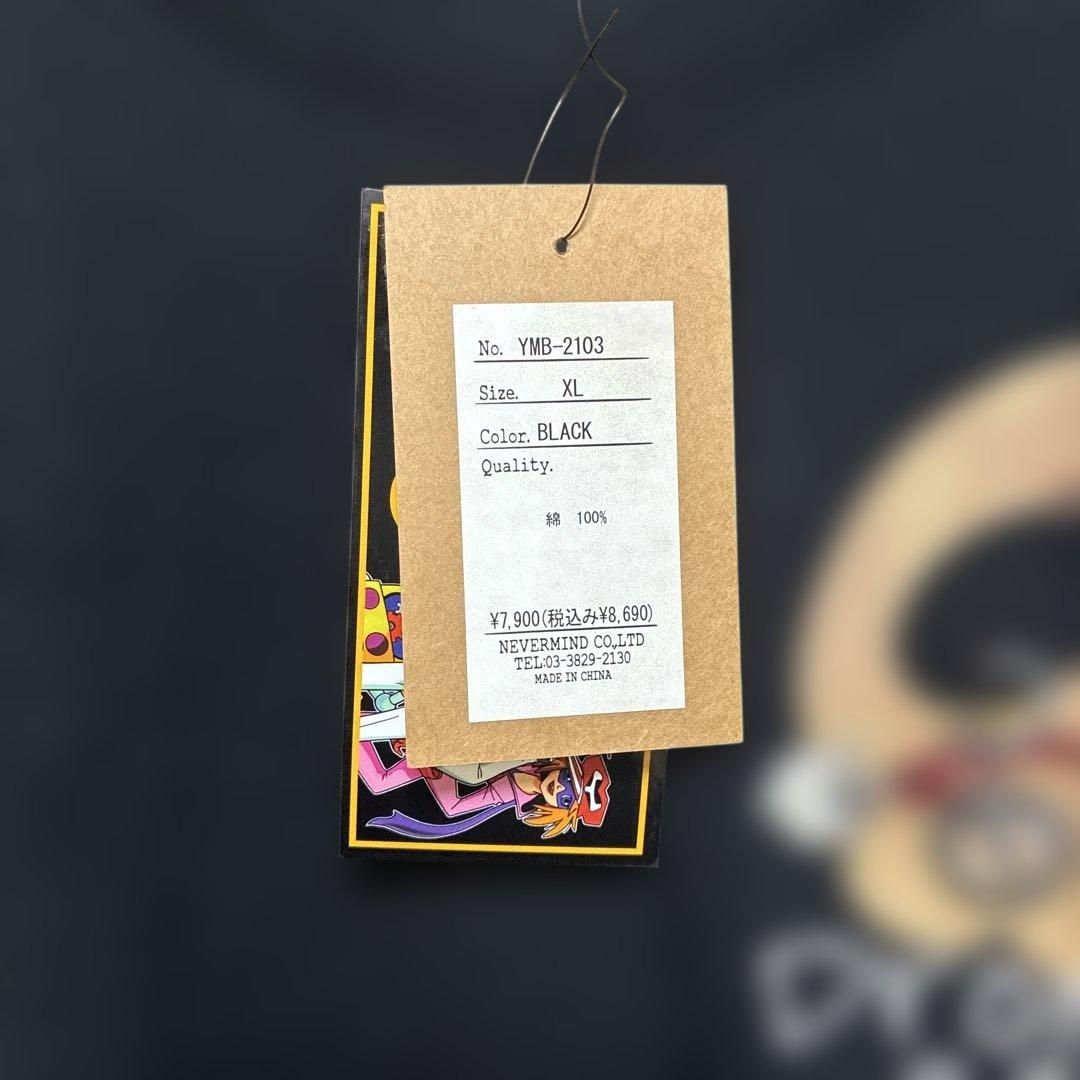 No. YMB-2103
Size. XL
Color. BLACK
Quality.
綿 100%
¥7,900(税込み¥8,690)
NEVERMIND CO.,LTD
TEL:03-3829-2130
MADE IN CHINA